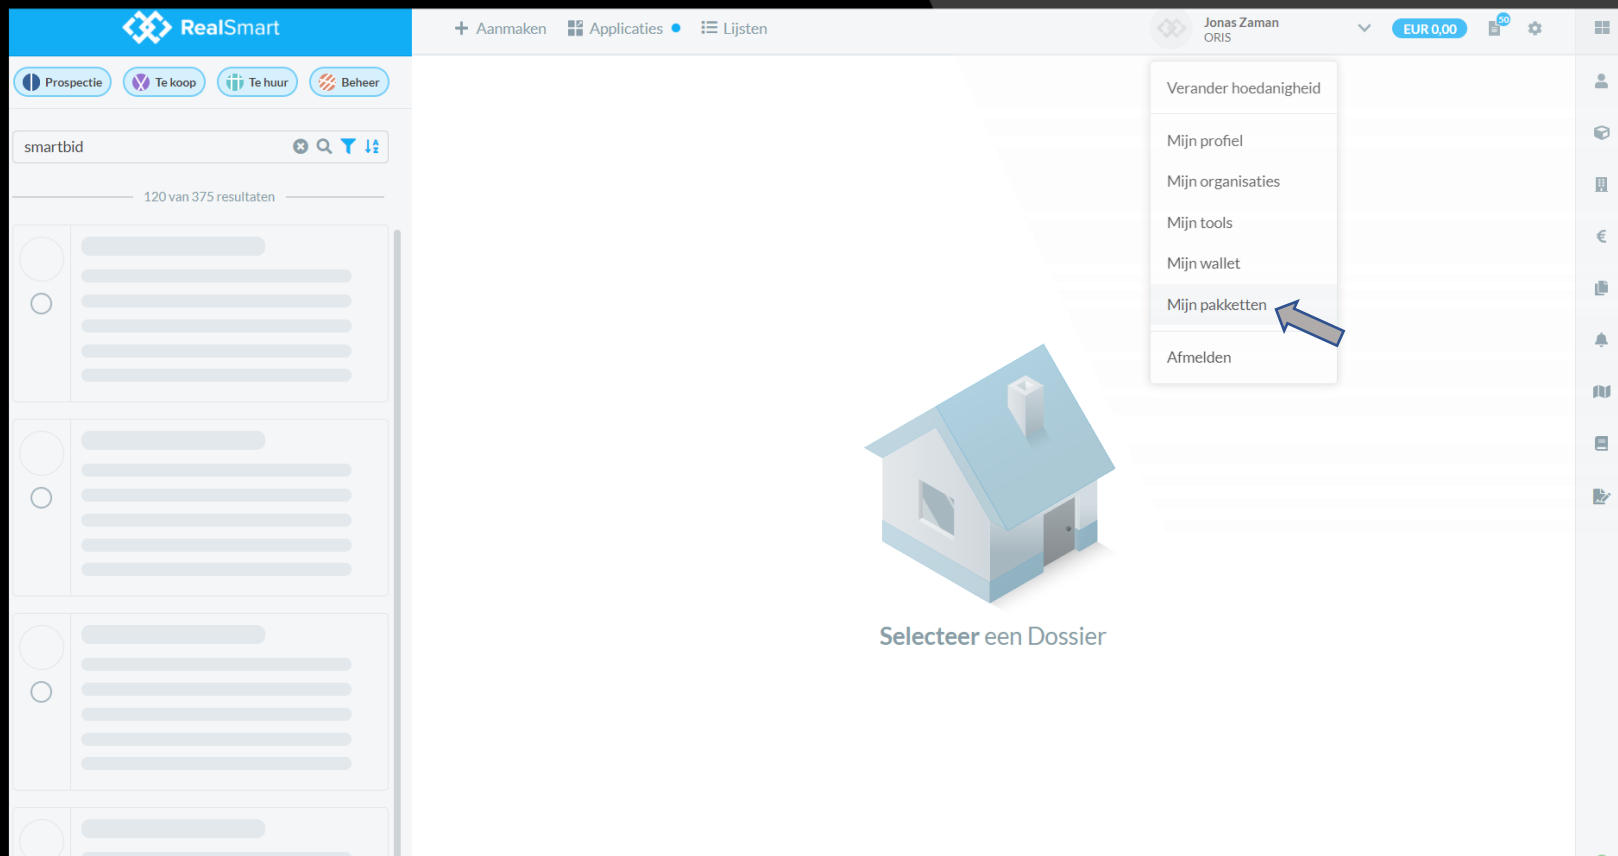 RealSmart
Aanmaken
Applicaties
Lijsten
Jonas Zaman
ORIS
EUR 0,00
50
Prospectie
Te koop
Te huur
Beheer
smartbid
120 van 375 resultaten
Verander hoedanigheid
Mijn profiel
Mijn organisaties
Mijn tools
Mijn wallet
Mijn pakketten
Afmelden
Selecteer een Dossier